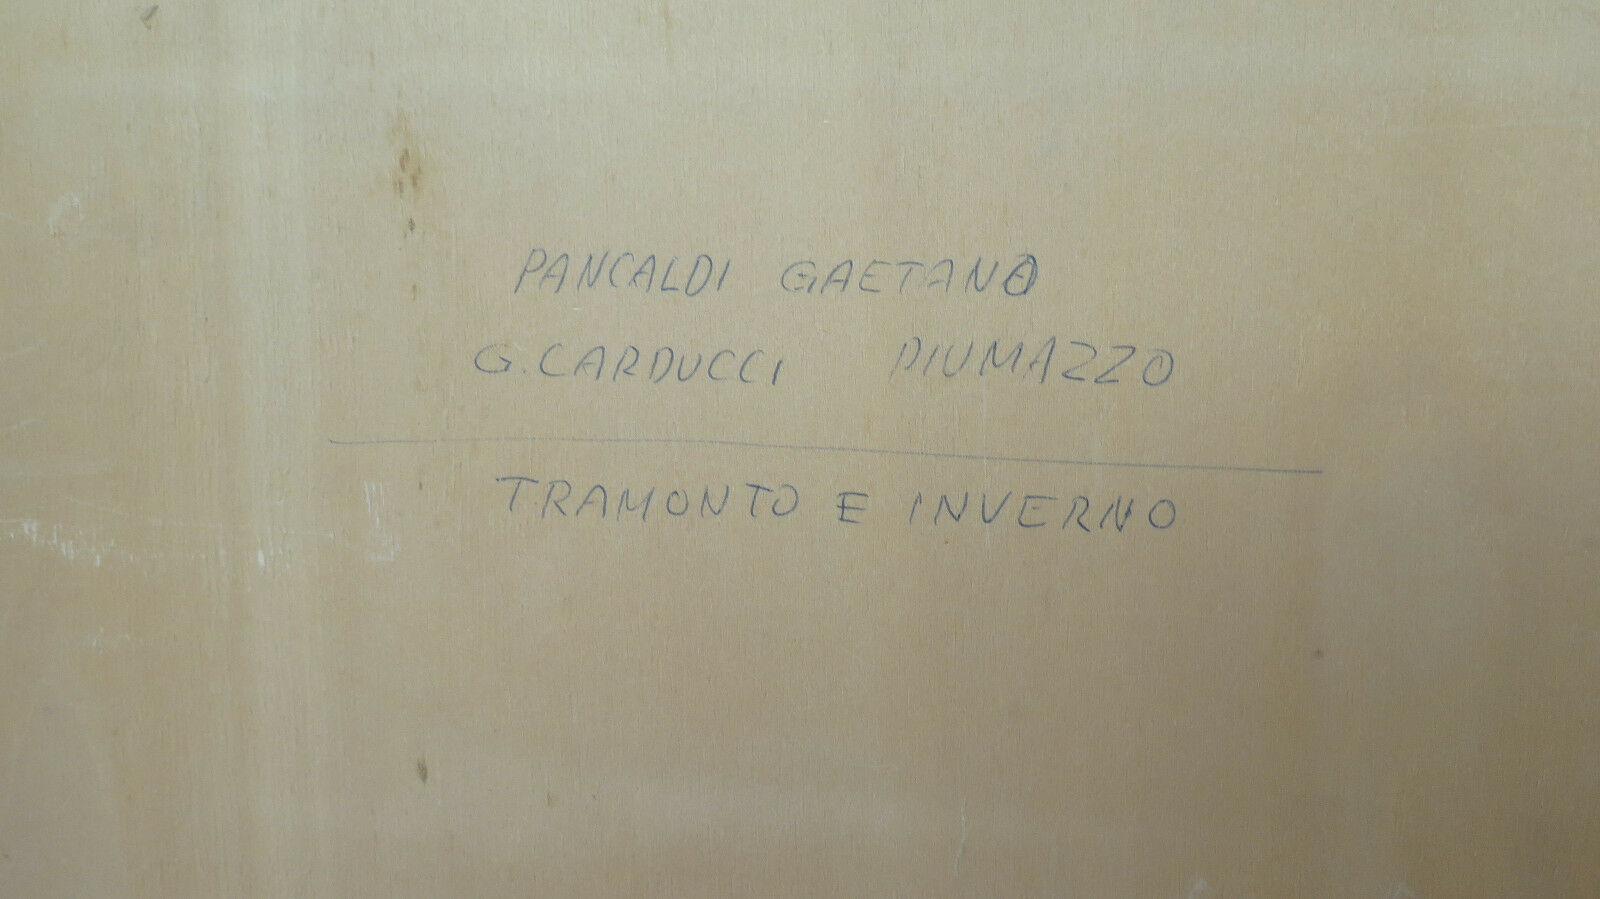 PANCALDI GAETANO
G. CARDUCCI PIUMAZZO
TRAMONTO E INVERNO